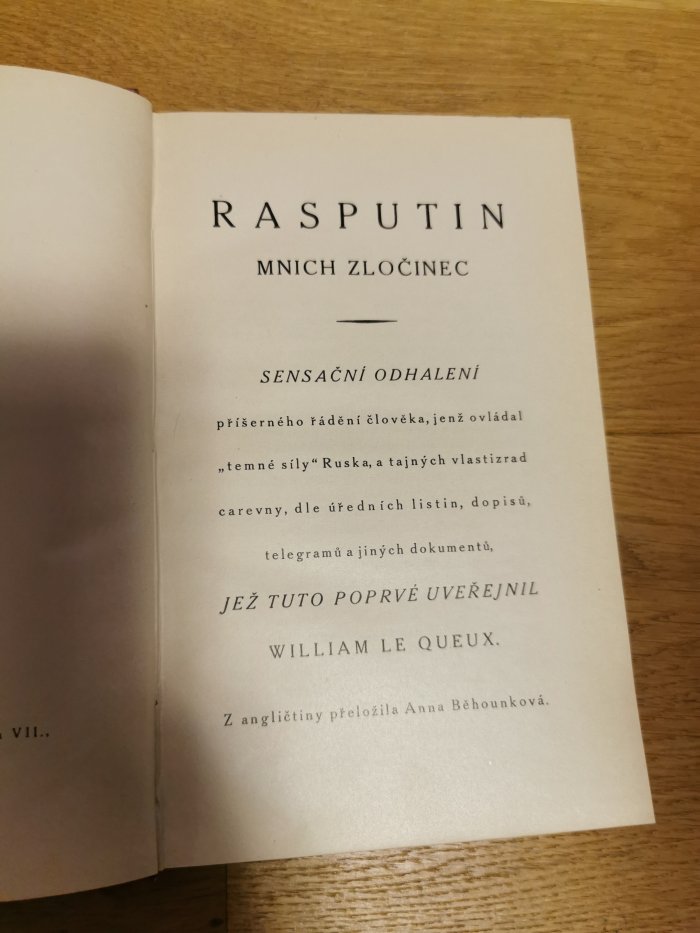 VII.,
RASPUTIN
MNICH ZLOČINEC
SENSAČNÍ ODHALENÍ
příšerného řádění člověka, jenž ovládal
„temné síly“ Ruska, a tajných vlastizrad
carevny, dle úředních listin, dopisů,
telegramů a jiných dokumentů,
JEŽ TUTO POPRVÉ UVEŘEJNIL
WILLIAM LE QUEUX.
Z angličtiny přeložila Anna Běhounková.